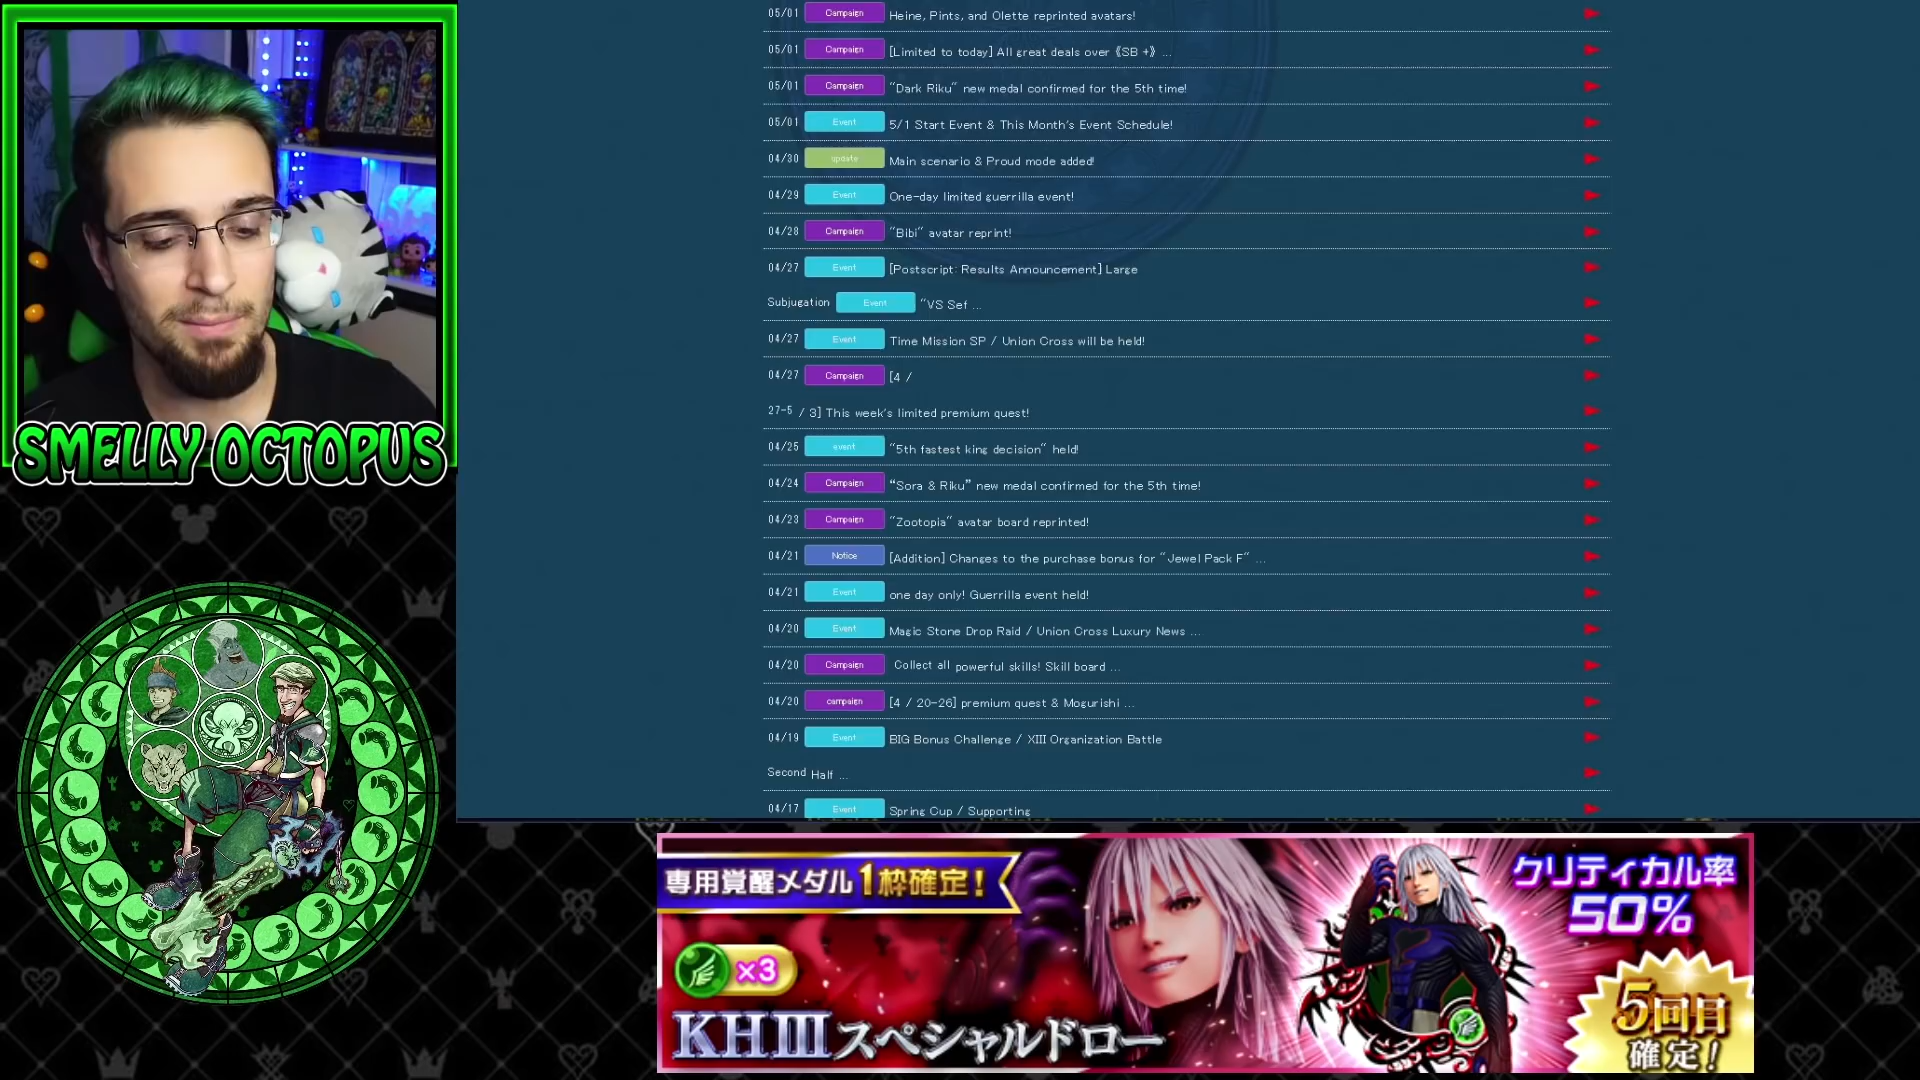 05/01 Campaign Heine, Pints, and Olette reprinted avatars!
05/01 Campaign [Limited to today] All great deals over 《SB +》 ...
05/01 Campaign "Dark Riku" new medal confirmed for the 5th time!
05/01 Event 5/1 Start Event & This Month's Event Schedule!
04/30 update Main scenario & Proud mode added!
04/29 Event One-day limited guerrilla event!
04/28 Campaign "Bibi" avatar reprint!
04/27 Event [Postscript: Results Announcement] Large
Subjugation Event "VS Sef ...
04/27 Event Time Mission SP / Union Cross will be held!
04/27 Campaign [4 /
27-5 / 3] This week's limited premium quest!
04/25 event "5th fastest king decision" held!
04/24 Campaign "Sora & Riku" new medal confirmed for the 5th time!
04/23 Campaign "Zootopia" avatar board reprinted!
04/21 Notice [Addition] Changes to the purchase bonus for "Jewel Pack F" ...
04/21 Event one day only! Guerrilla event held!
04/20 Event Magic Stone Drop Raid / Union Cross Luxury News ...
04/20 Campaign Collect all powerful skills! Skill board ...
04/20 campaign [4 / 20-26] premium quest & Mogurishi ...
04/19 Event BIG Bonus Challenge / XIII Organization Battle
Second Half ...
04/17 Event Spring Cup / Supporting
SMELLY OCTOPUS
専用覚醒メダル1枠確定!
×3
KHIIIスペシャルドロー
クリティカル率
50%
5回目
確定!